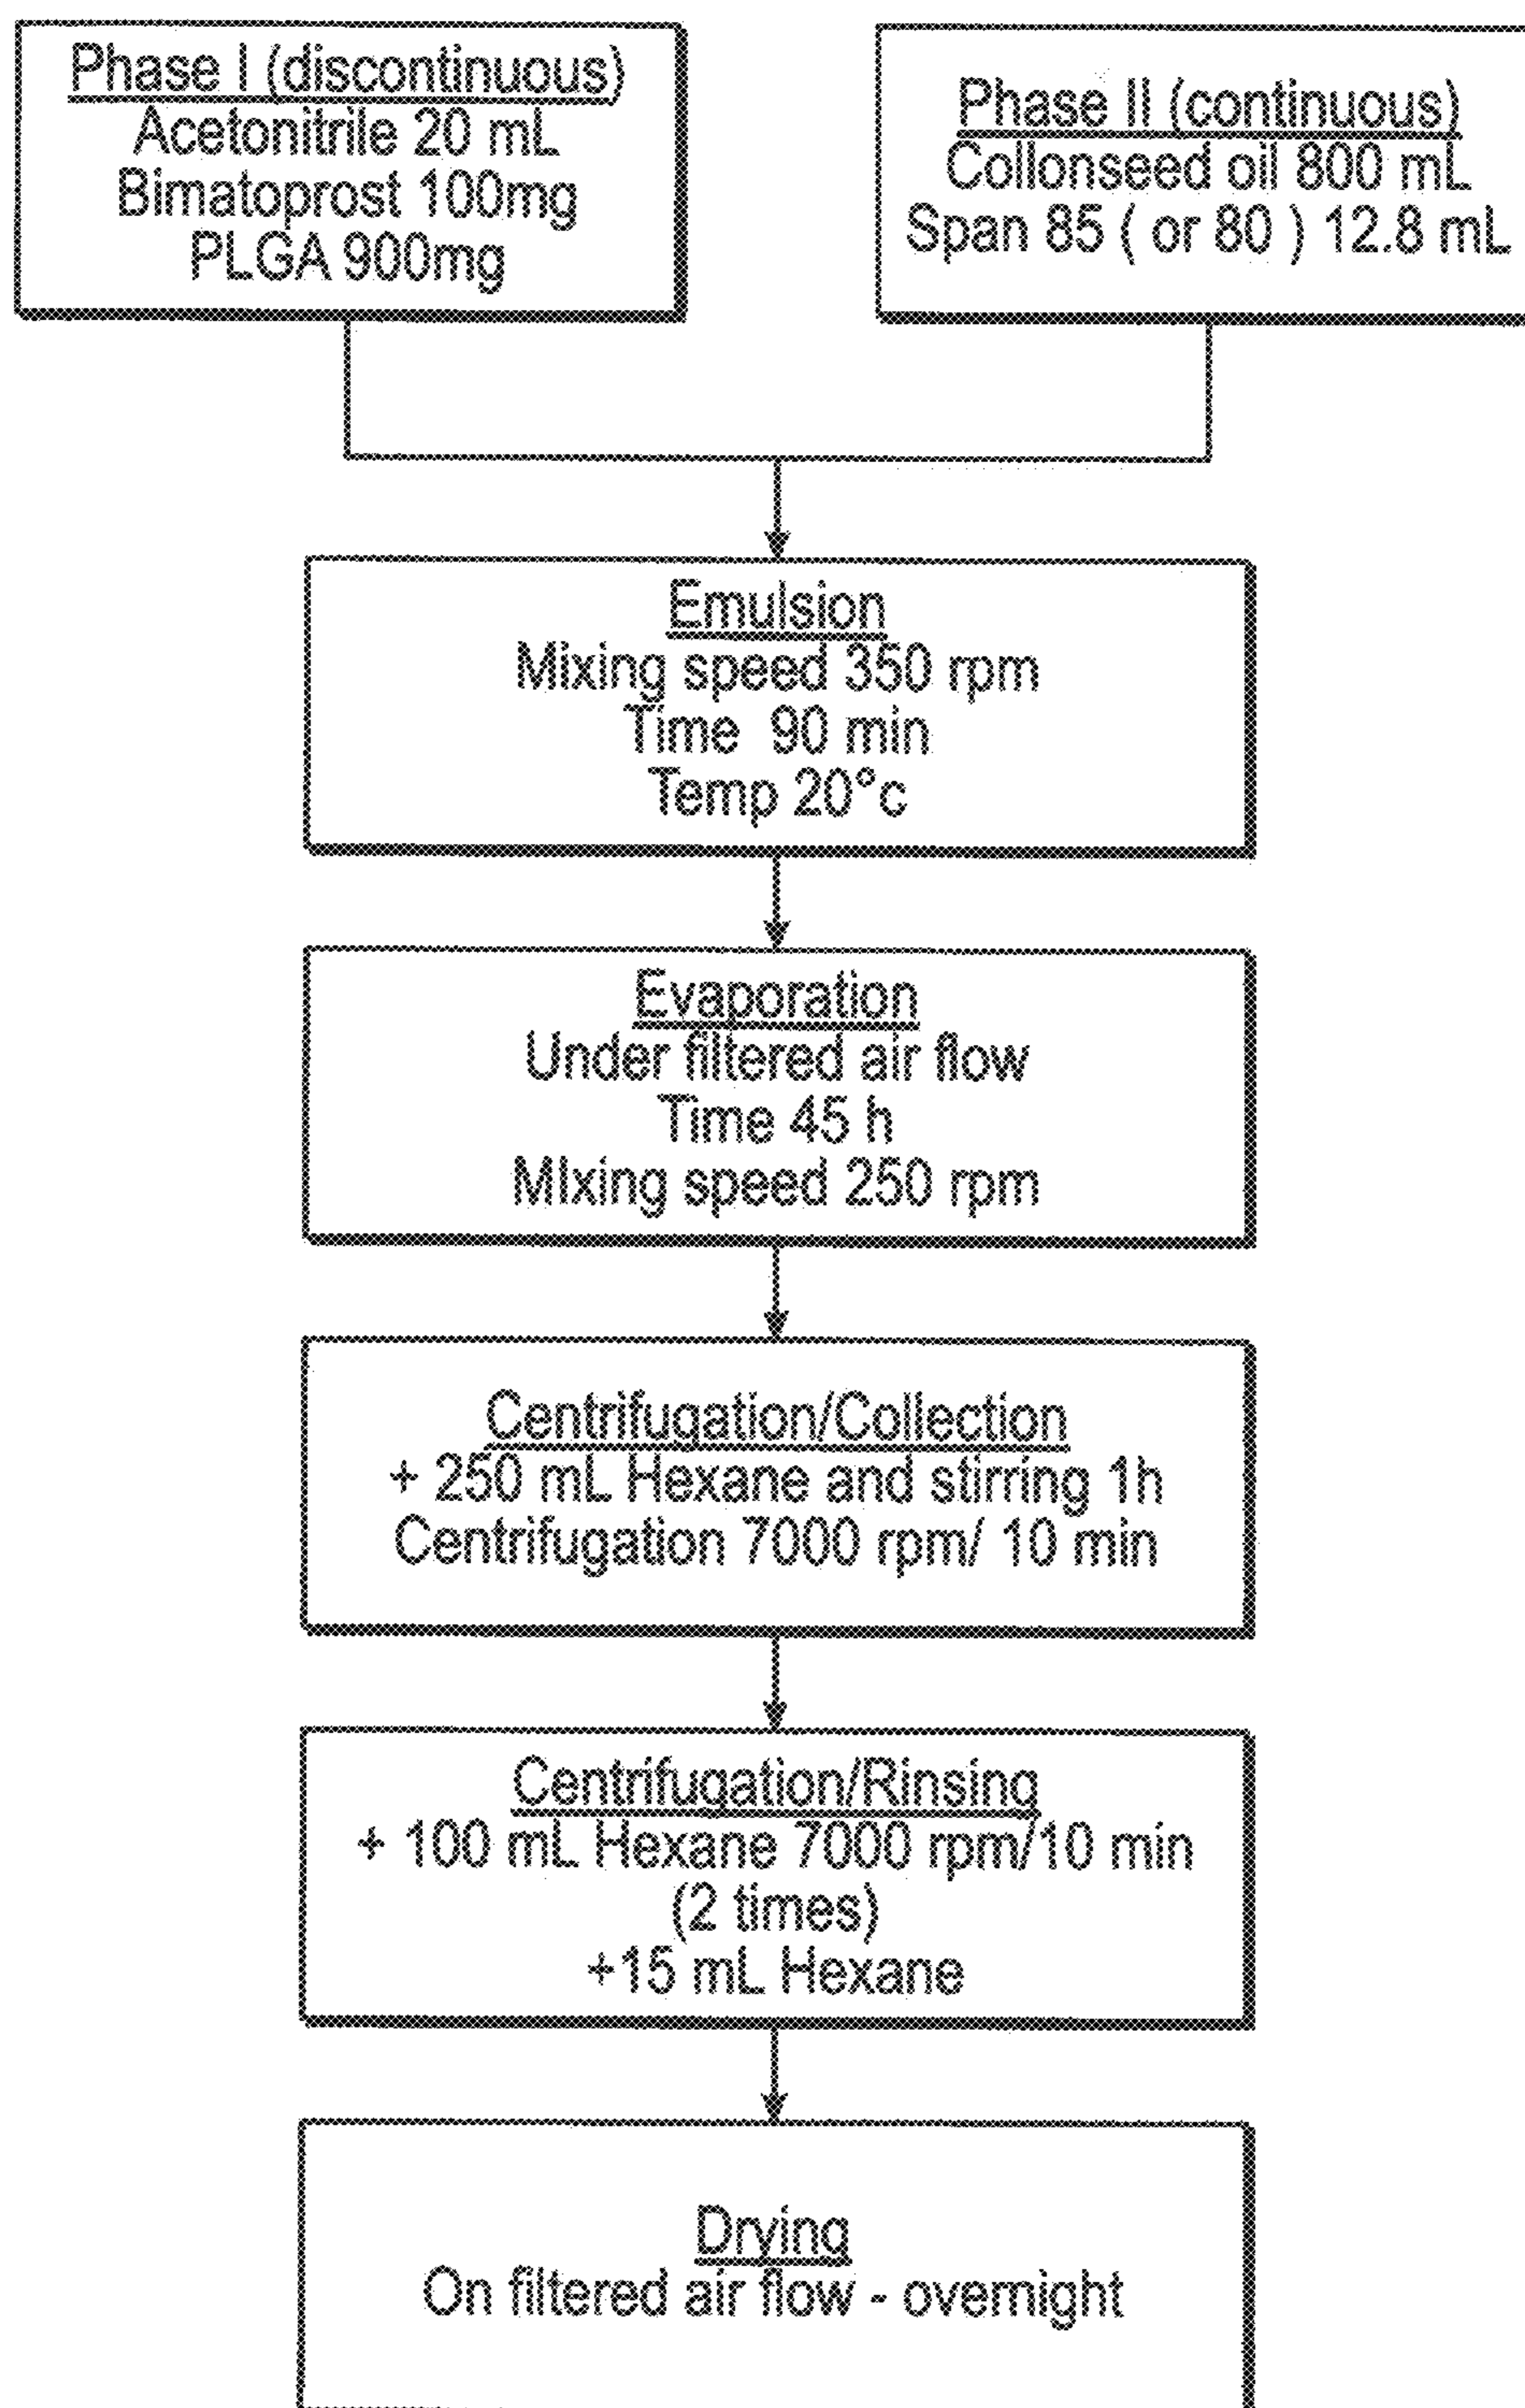 Phase I (discontinuous)
Acetonitrile 20 mL
Bimatoprost 100mg
PLGA 900mg
Phase II (continuous)
Collonseed oil 800 mL
Span 85 ( or 80 ) 12.8 mL
Emulsion
Mixing speed 350 rpm
Time 90 min
Temp 20°c
Evaporation
Under filtered air flow
Time 45 h
MIxing speed 250 rpm
Centrifugation/Collection
+ 250 mL Hexane and stirring 1h
Centrifugation 7000 rpm/ 10 min
Centrifugation/Rinsing
+ 100 mL Hexane 7000 rpm/10 min
(2 times)
+15 mL Hexane
Drying
On filtered air flow - overnight